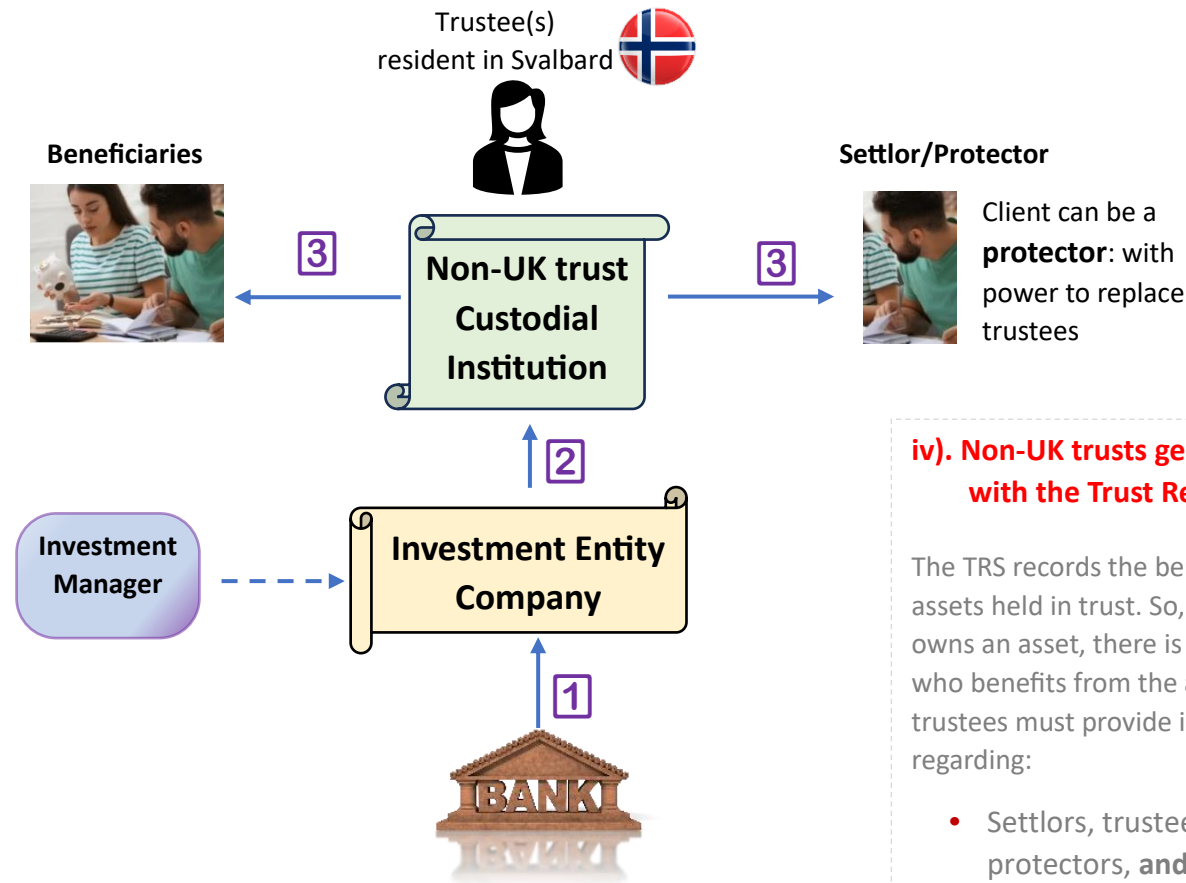 Trustee(s)
resident in Svalbard
Beneficiaries
Settlor/Protector
3
Non-UK trust
Custodial
Institution
3
Client can be a
protector: with
power to replace
trustees
2
Investment
Manager
Investment Entity
Company
1
BANK
iv). Non-UK trusts ge
with the Trust Re
The TRS records the be
assets held in trust. So,
owns an asset, there is
who benefits from the a
trustees must provide i
regarding:
• Settlors, trustee
protectors, and